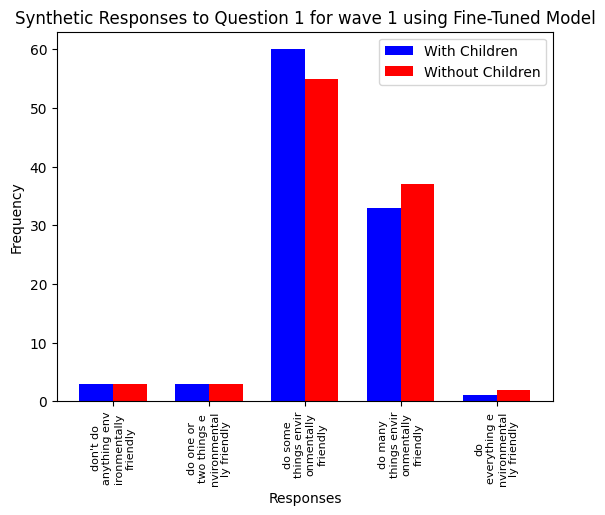 Synthetic Responses to Question 1 for wave 1 using Fine-Tuned Model
With Children
Without Children
Frequency
60
50
40
30
20
10
0
don't do
anything env
ironmentally
friendly
do one or
two things e
nvironmental
ly friendly
do some
things envir
onmentally
friendly
do many
things envir
onmentally
friendly
do
everything e
nvironmental
ly friendly
Responses